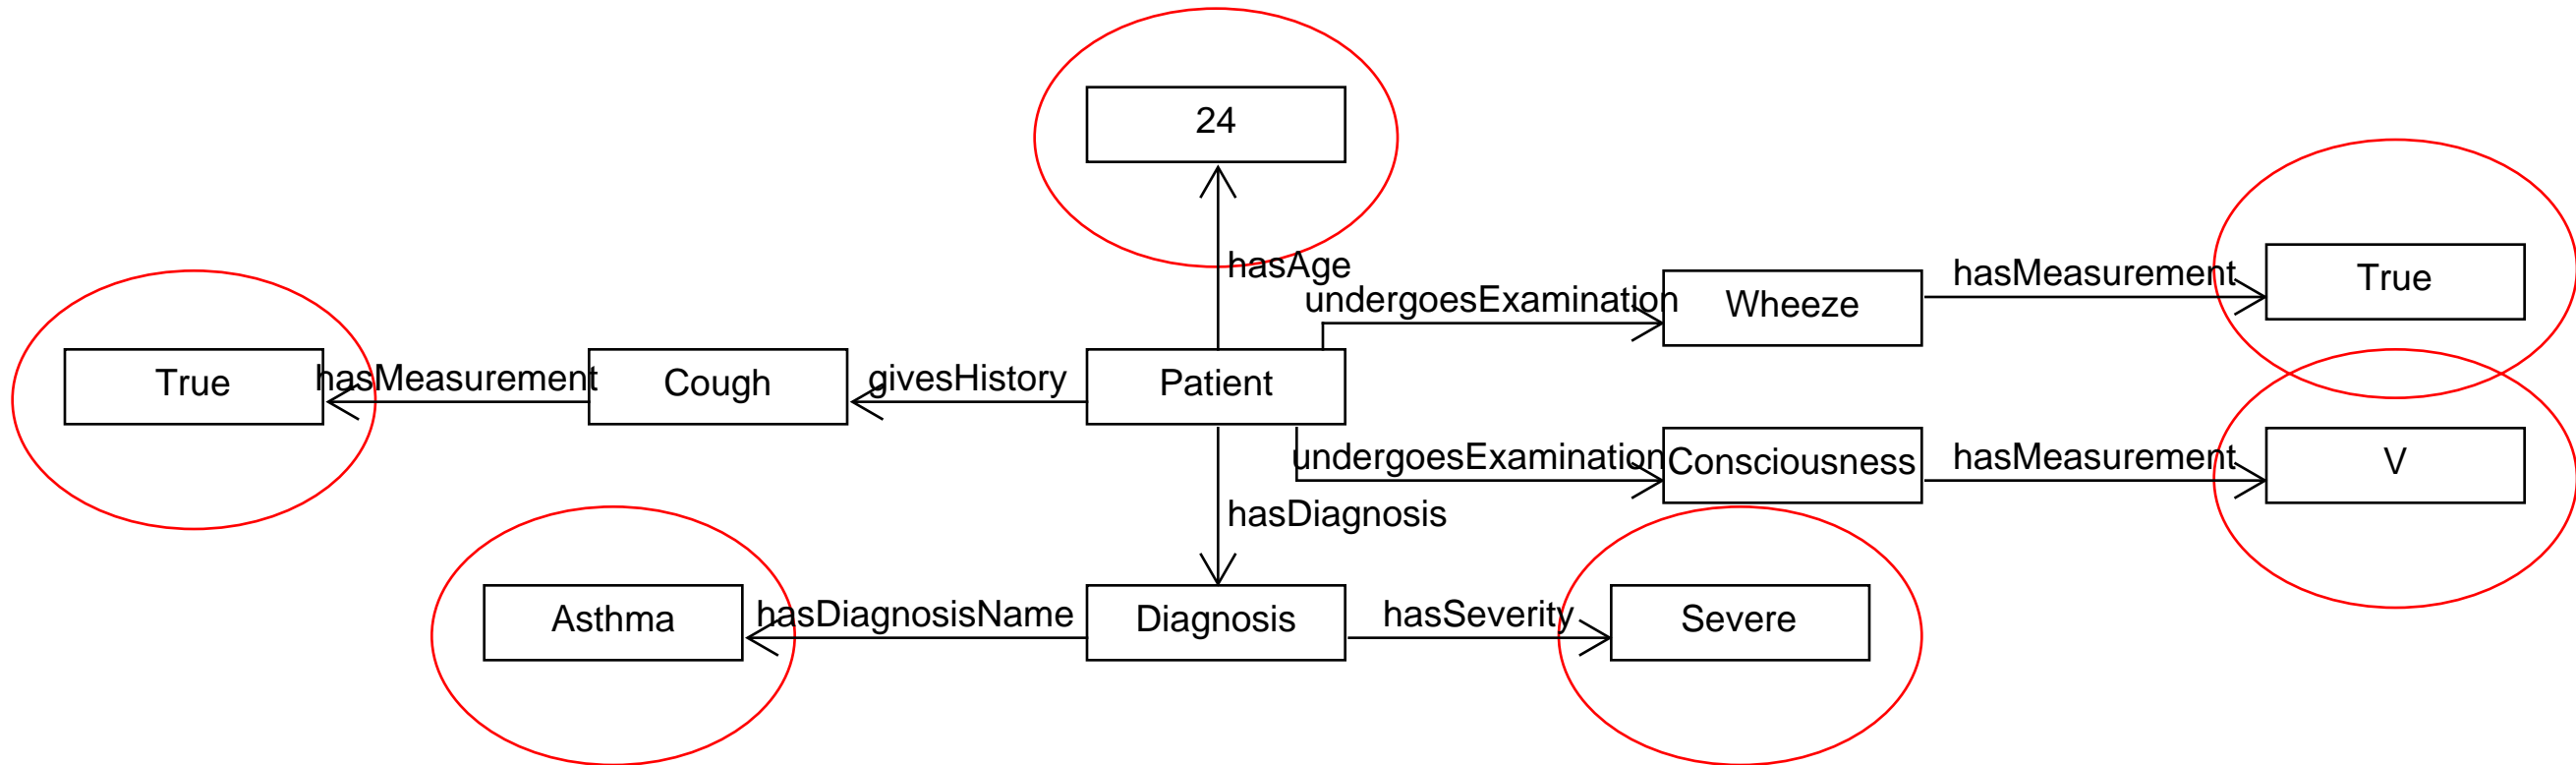 24
hasAge
undergoesExamination
Wheeze
hasMeasurement
True
True
hasMeasurement
Cough
givesHistory
Patient
undergoesExamination
Consciousness
hasMeasurement
V
hasDiagnosis
Asthma
hasDiagnosisName
Diagnosis
hasSeverity
Severe